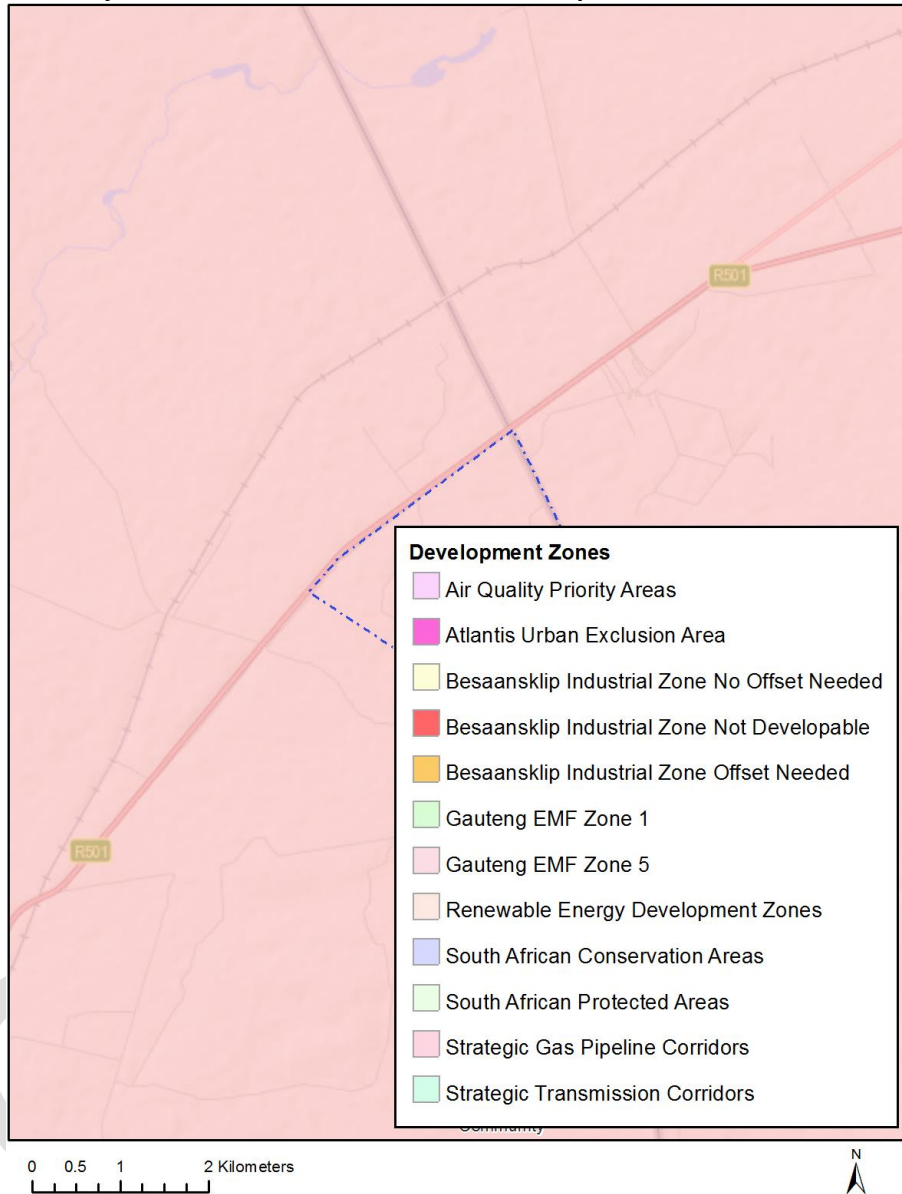 R501
R501
Development Zones
Air Quality Priority Areas
Atlantis Urban Exclusion Area
Besaansklip Industrial Zone No Offset Needed
Besaansklip Industrial Zone Not Developable
Besaansklip Industrial Zone Offset Needed
Gauteng EMF Zone 1
Gauteng EMF Zone 5
Renewable Energy Development Zones
South African Conservation Areas
South African Protected Areas
Strategic Gas Pipeline Corridors
Strategic Transmission Corridors
Community
0 0.5 1 2 Kilometers
N